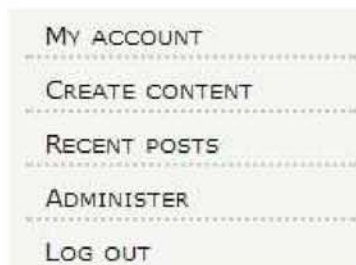 My account
Create content
Recent posts
Administer
Log out